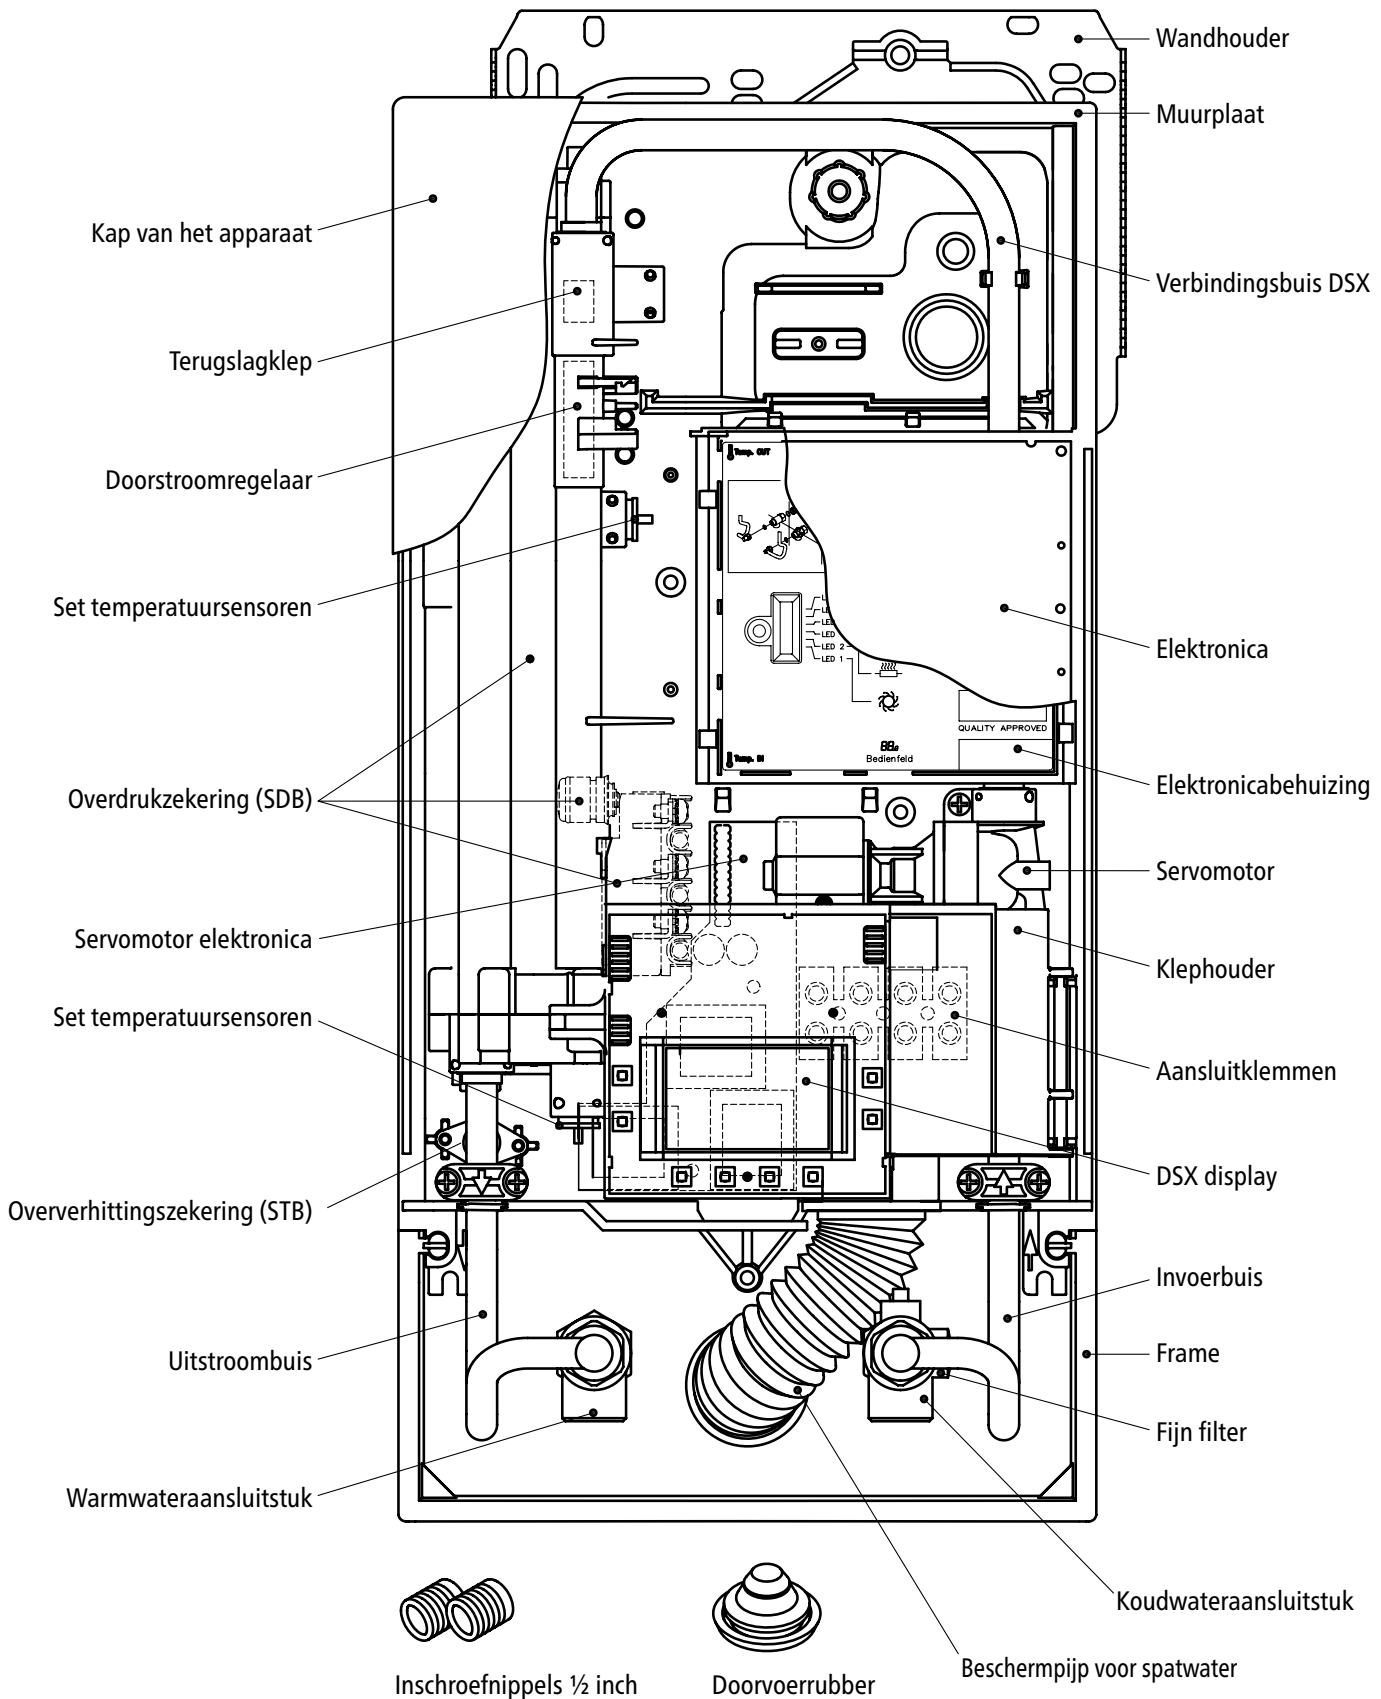 Wandhouder
Muurplaat
Kap van het apparaat
Verbindingsbuis DSX
Terugslagklep
Doorstroomregelaar
Temp. OUT
Set temperatuursensoren
LED
LED
LED 2
LED 1
Elektronica
QUALITY APPROVED
Temp. IN
Bedienfeld
Elektronicabehuizing
Overdrukzekering (SDB)
Servomotor
Servomotor elektronica
Klephouder
Set temperatuursensoren
Aansluitklemmen
DSX display
Oververhittingszekering (STB)
Invoerbuis
Uitstroombuis
Frame
Fijn filter
Warmwateraansluitstuk
Koudwateraansluitstuk
Beschermpijp voor spatwater
Inschroefnippels ½ inch
Doorvoerrubber